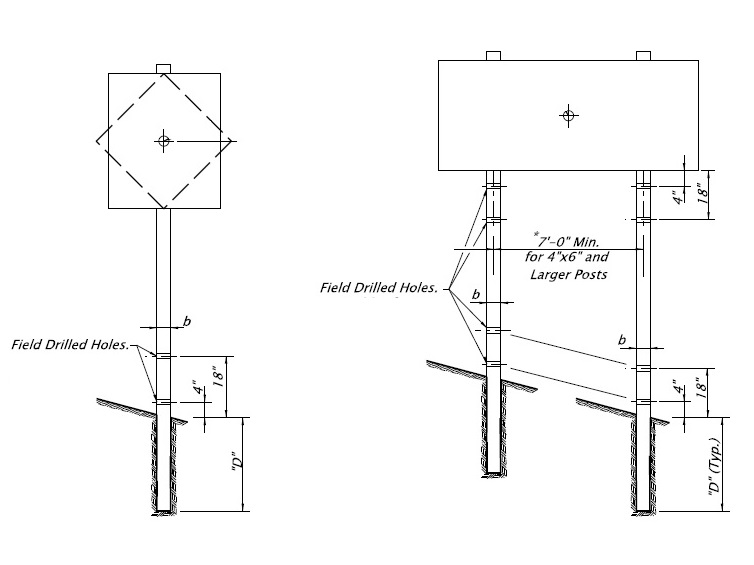 Field Drilled Holes.
b
4"
18"
"D"
4"
18"
*7'-0" Min.
for 4"x6" and
Larger Posts
Field Drilled Holes.
b
b
4"
18"
"D" (Typ.)